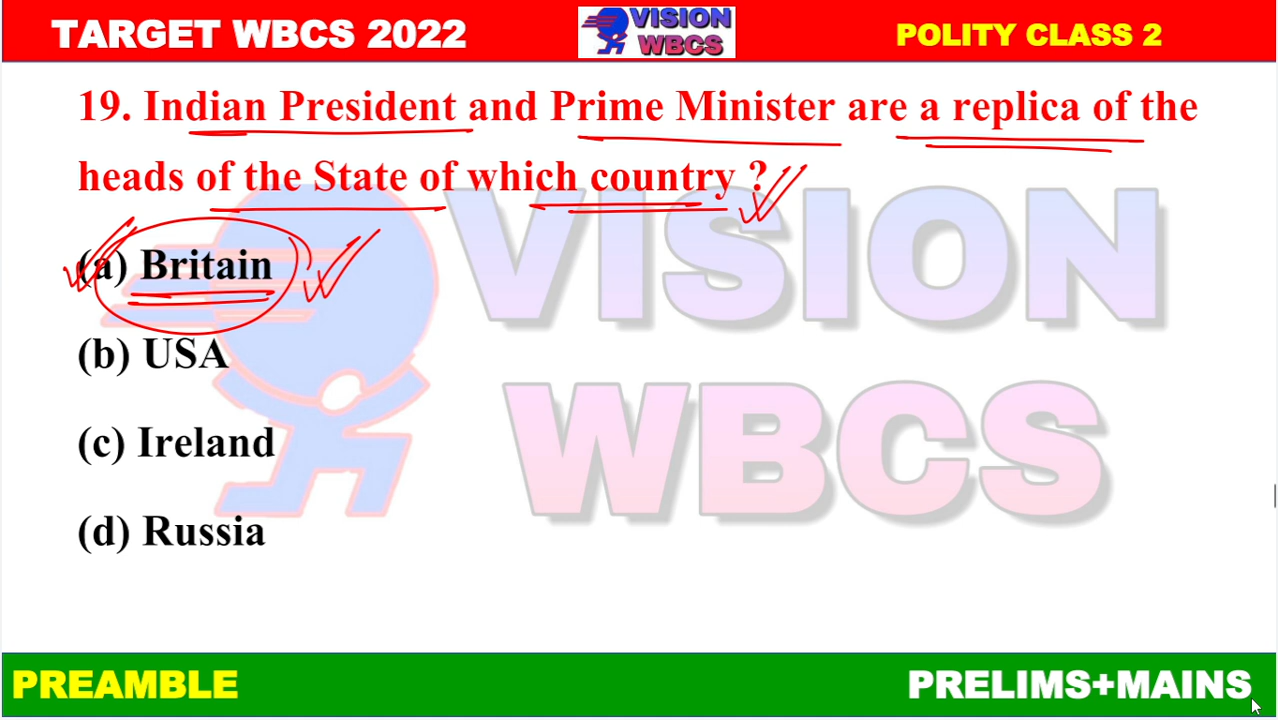 TARGET WBCS 2022
VISION
WBCS
POLITY CLASS 2
19. Indian President and Prime Minister are a replica of the
heads of the State of which country ?
(a) Britain
(b) USA
(c) Ireland
(d) Russia
VISION
WBCS
PREAMBLE
PRELIMS+MAINS